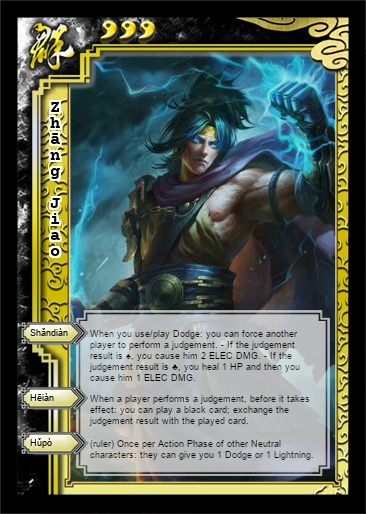 群
Zhāng Jiao
Shǎndiàn
When you use/play Dodge: you can force another
player to perform a judgement. - If the judgement
result is ♠, you cause him 2 ELEC DMG. - If the
judgement result is ♣, you heal 1 HP and then you
cause him 1 ELEC DMG.
Hēiàn
When a player performs a judgement, before it takes
effect: you can play a black card; exchange the
judgement result with the played card.
Hǔpò
(ruler) Once per Action Phase of other Neutral
characters: they can give you 1 Dodge or 1 Lightning.